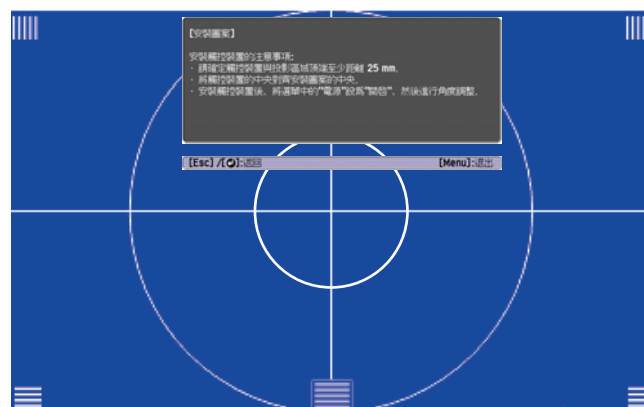 【安裝圖案】
安裝觸控裝置的注意事項:
· 請確定觸控裝置與投影區域頂端至少距離 25 mm。
· 將觸控裝置的中央對齊安裝圖案的中央。
· 安裝觸控裝置後，將選單中的"電源"設為"開啟"，然後進行角度調整。
[Esc] /[⮌]:返回 [Menu]:退出